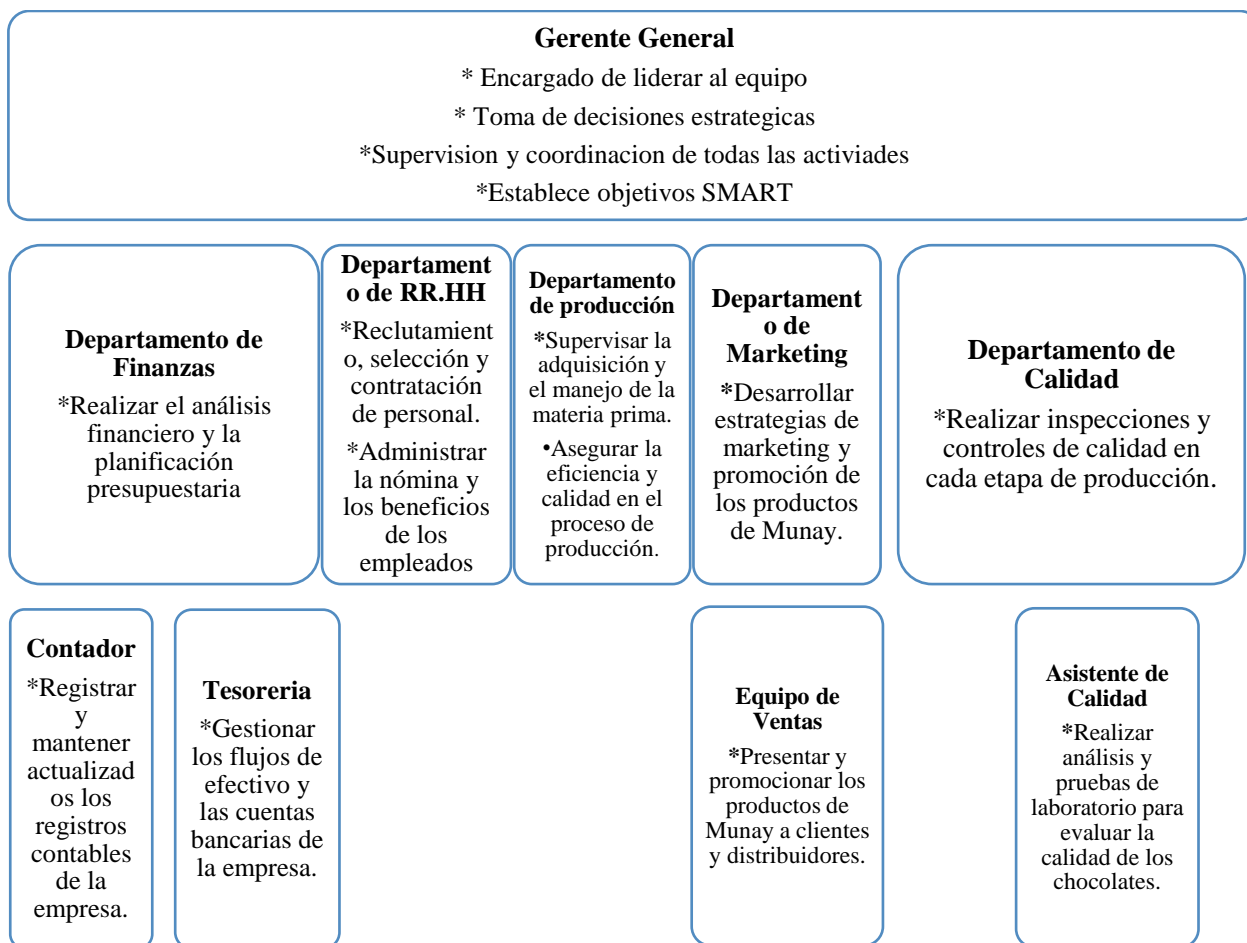 Gerente General
* Encargado de liderar al equipo
* Toma de decisiones estrategicas
*Supervision y coordinacion de todas las activiades
*Establece objetivos SMART
Departamento de
Finanzas
*Realizar el análisis
financiero y la
planificación
presupuestaria
Departament
o de RR.HH
*Reclutamient
o, selección y
contratación
de personal.
*Administrar
la nómina y
los beneficios
de los
empleados
Departamento
de producción
*Supervisar la
adquisición y
el manejo de la
materia prima.
•Asegurar la
eficiencia y
calidad en el
proceso de
producción.
Departament
o de
Marketing
*Desarrollar
estrategias de
marketing y
promoción de
los productos
de Munay.
Departamento de
Calidad
*Realizar inspecciones y
controles de calidad en
cada etapa de producción.
Contador
*Registrar
y
mantener
actualizad
os los
registros
contables
de la
empresa.
Tesoreria
*Gestionar
los flujos de
efectivo y
las cuentas
bancarias de
la empresa.
Equipo de
Ventas
*Presentar y
promocionar los
productos de
Munay a clientes
y distribuidores.
Asistente de
Calidad
*Realizar
análisis y
pruebas de
laboratorio para
evaluar la
calidad de los
chocolates.